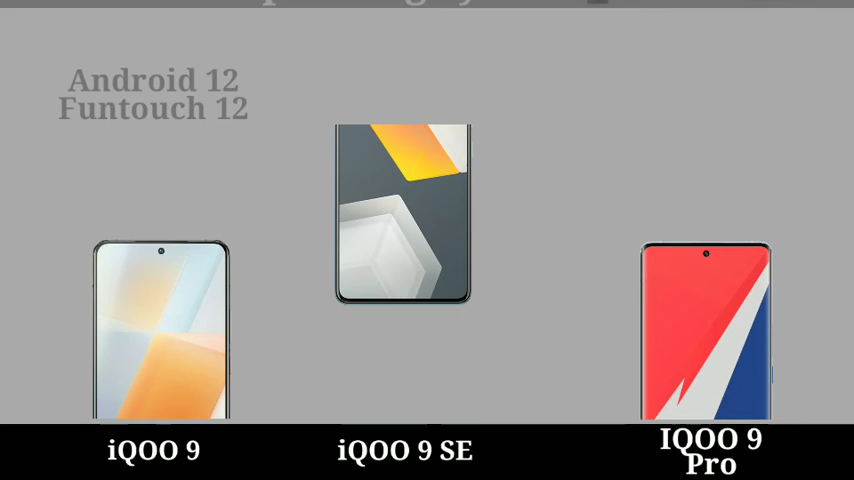 Android 12
Funtouch 12
iQOO 9
iQOO 9 SE
IQOO 9
Pro